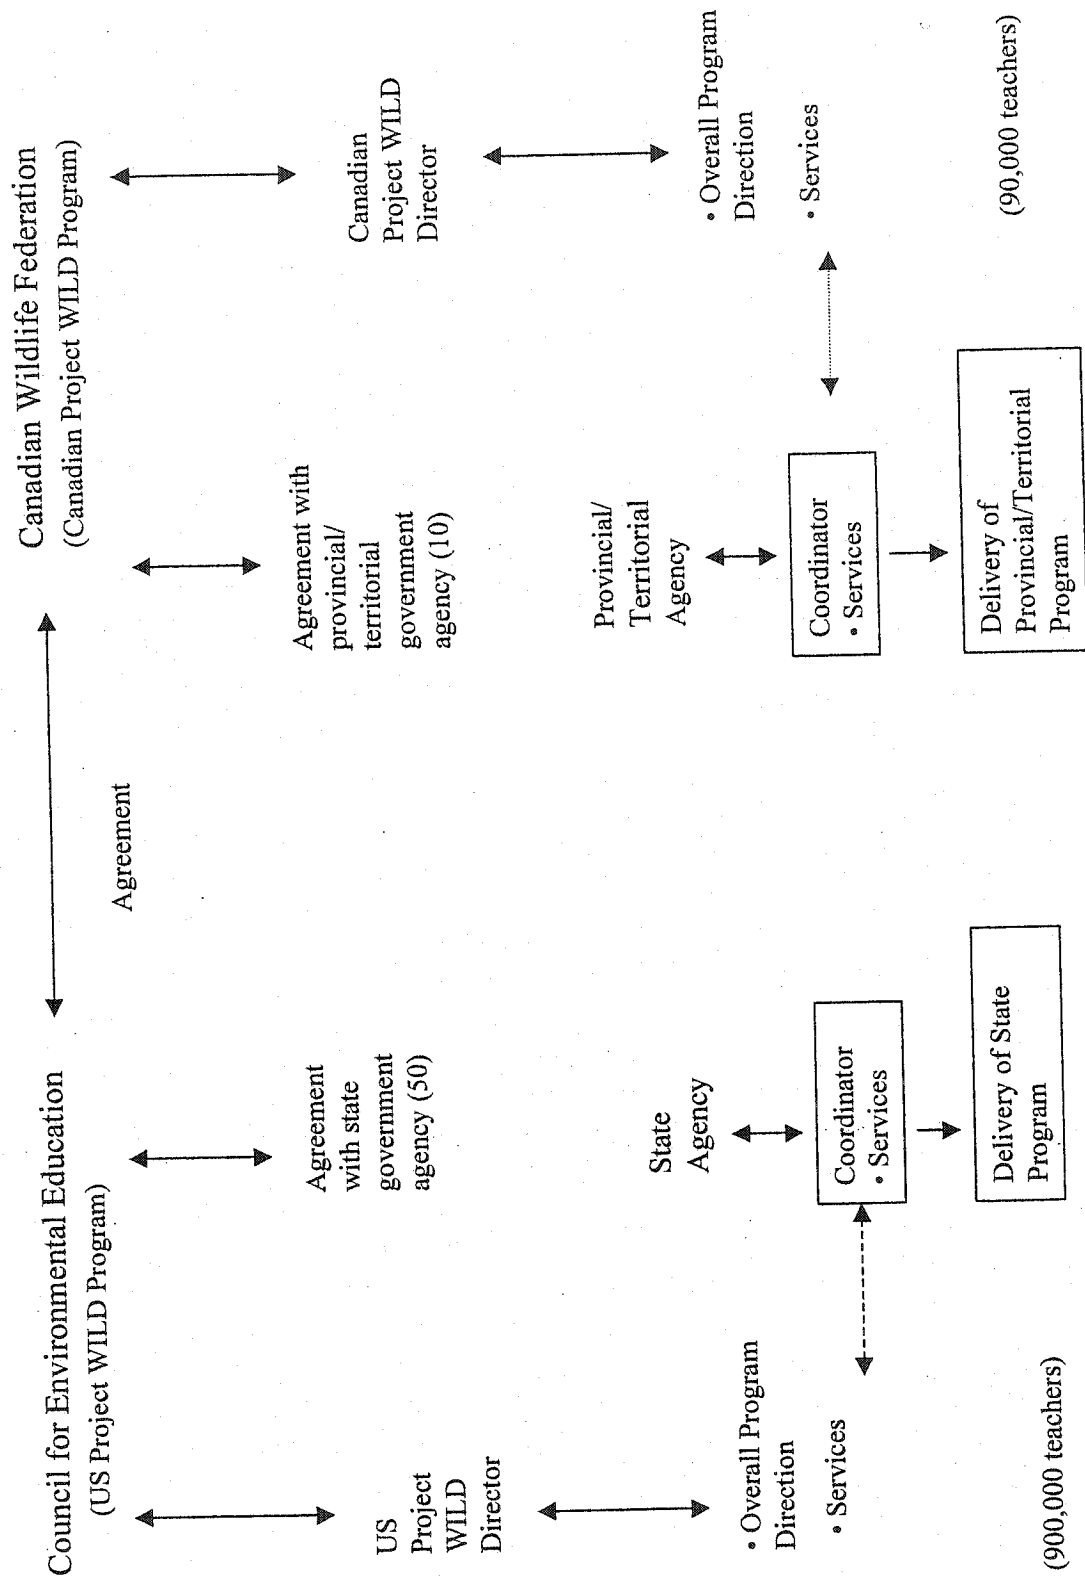 Council for Environmental Education
(US Project WILD Program)
Agreement
Canadian Wildlife Federation
(Canadian Project WILD Program)
US
Project
WILD
Director
Agreement
with state
government
agency (50)
Agreement with
provincial/
territorial
government
agency (10)
Canadian
Project WILD
Director
• Overall Program
Direction
• Services
State
Agency
Coordinator
• Services
Delivery of State
Program
Provincial/
Territorial
Agency
Coordinator
• Services
Delivery of
Provincial/Territorial
Program
• Overall Program
Direction
• Services
(900,000 teachers)
(90,000 teachers)